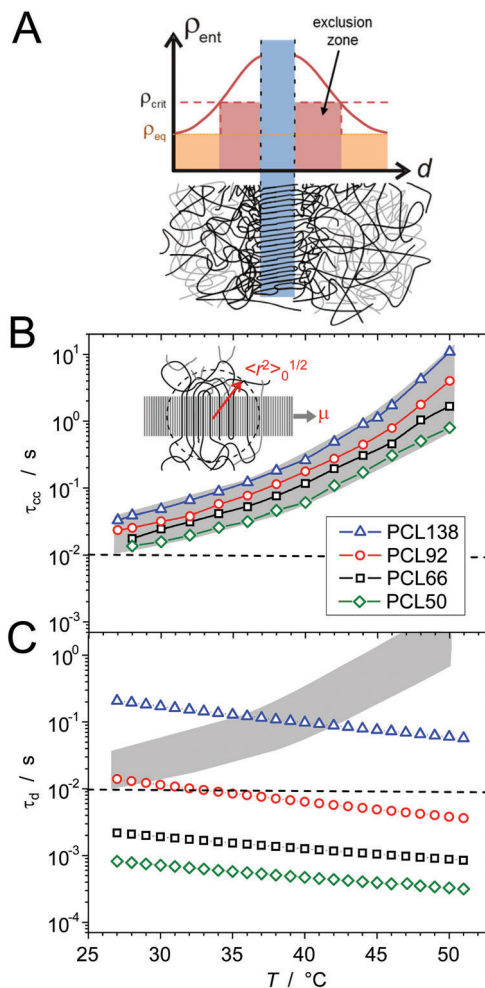 A
ρent
exclusion
zone
ρcrit
ρeq
d
B
10¹
10⁰
10⁻¹
10⁻²
10⁻³
τcc / s
<r²>₀^1/2
μ
PCL138
PCL92
PCL66
PCL50
C
10⁰
10⁻¹
10⁻²
10⁻³
10⁻⁴
τd / s
25 30 35 40 45 50
T / °C